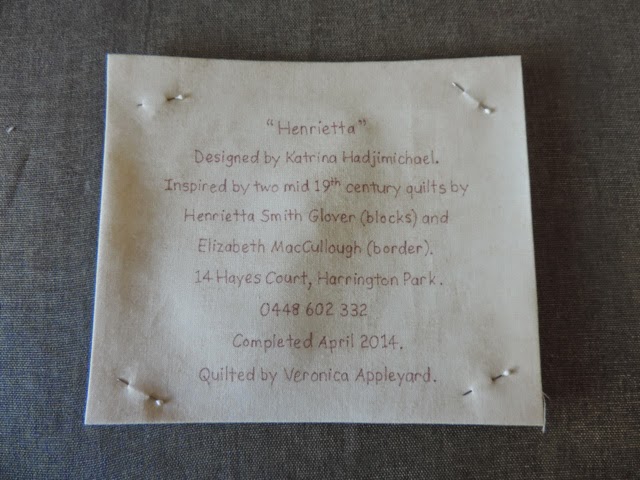 "Henrietta"
Designed by Katrina Hadjimichael.
Inspired by two mid 19th century quilts by
Henrietta Smith Glover (blocks) and
Elizabeth MacCullough (border).
14 Hayes Court, Harrington Park.
0448 602 332
Completed April 2014.
Quilted by Veronica Appleyard.